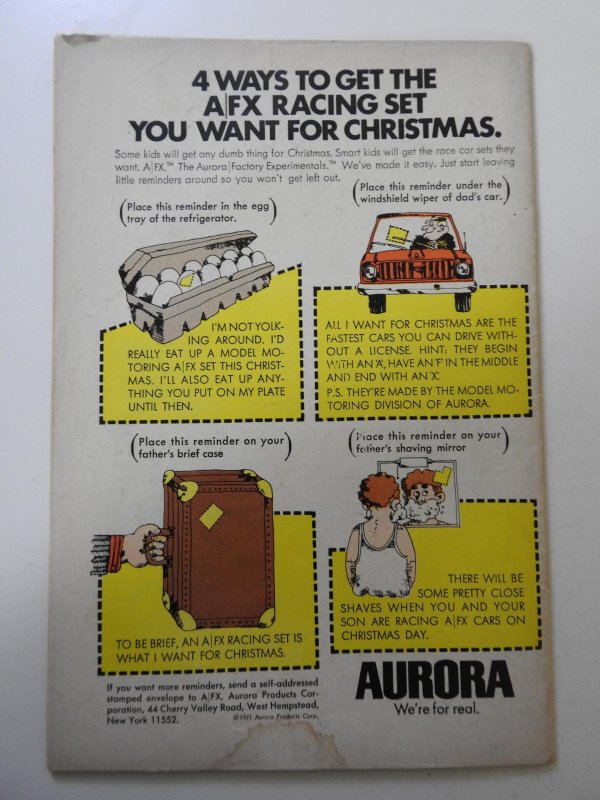 4 WAYS TO GET THE
A|FX RACING SET
YOU WANT FOR CHRISTMAS.
Some kids will get any dumb thing for Christmas. Smart kids will get the race car sets they
want. A|FX.™ The Aurora|Factory Experimentals.™ We've made it easy. Just start leaving
little reminders around so you won't get left out.
(Place this reminder in the egg
tray of the refrigerator.)
I'M NOT YOLK-
ING AROUND. I'D
REALLY EAT UP A MODEL MO-
TORING A|FX SET THIS CHRIST-
MAS. I'LL ALSO EAT UP ANY-
THING YOU PUT ON MY PLATE
UNTIL THEN.
(Place this reminder under the
windshield wiper of dad's car.)
ALL I WANT FOR CHRISTMAS ARE THE
FASTEST CARS YOU CAN DRIVE WITH-
OUT A LICENSE. HINT: THEY BEGIN
WITH AN 'A', HAVE AN 'F' IN THE MIDDLE
AND END WITH AN 'X'.
P.S. THEY'RE MADE BY THE MODEL MO-
TORING DIVISION OF AURORA.
(Place this reminder on your
father's brief case)
TO BE BRIEF, AN A|FX RACING SET IS
WHAT I WANT FOR CHRISTMAS.
(Place this reminder on your
father's shaving mirror)
THERE WILL BE
SOME PRETTY CLOSE
SHAVES WHEN YOU AND YOUR
SON ARE RACING A|FX CARS ON
CHRISTMAS DAY.
If you want more reminders, send a self-addressed
stamped envelope to A|FX, Aurora Products Cor-
poration, 44 Cherry Valley Road, West Hempstead,
New York 11552.
©1971 Aurora Products Corp.
AURORA
We're for real.